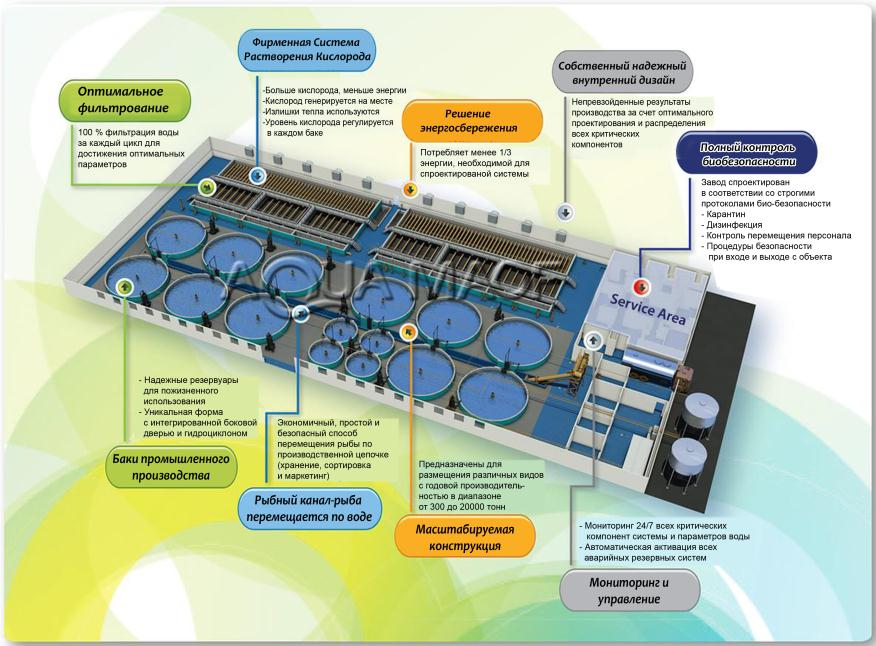 Фирменная Система
Растворения Кислорода
-Больше кислорода, меньше энергии
-Кислород генерируется на месте
-Излишки тепла используются
-Уровень кислорода регулируется
в каждом баке
Оптимальное
фильтрование
100 % фильтрация воды
за каждый цикл для
достижения оптимальных
параметров
Решение
энергосбережения
Потребляет менее 1/3
энергии, необходимой для
спроектированой системы
Собственный надежный
внутренний дизайн
Непревзойденные результаты
производства за счет оптимального
проектирования и распределения
всех критических
компонентов
Полный контроль
биобезопасности
Завод спроектирован
в соответствии со строгими
протоколами био-безопасности
- Карантин
- Дизинфекция
- Контроль перемещения персонала
- Процедуры безопасности
при входе и выходе с объекта
AQUA MAOF
Service Area
- Надежные резервуары
для пожизненного
использования
- Уникальная форма
с интегрированной боковой
дверью и гидроциклоном
Баки промышленного
производства
Экономичный, простой и
безопасный способ
перемещения рыбы по
производственной цепочке
(хранение, сортировка
и маркетинг)
Рыбный канал-рыба
перемещается по воде
Предназначены для
размещения различных видов
с годовой производитель-
ностью в диапазоне
от 300 до 20000 тонн
Масштабируемая
конструкция
- Мониторинг 24/7 всех критических
компонент системы и параметров воды
- Автоматическая активация всех
аварийных резервных систем
Мониторинг и
управление